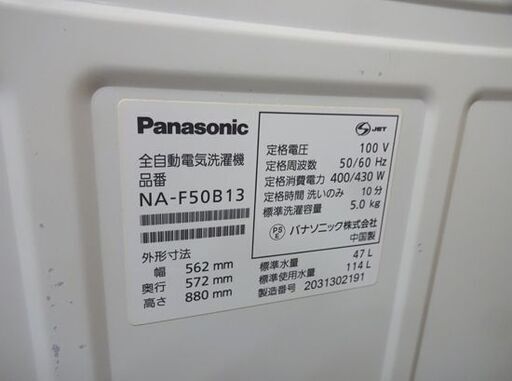 Panasonic
全自動電気洗濯機
品番
NA-F50B13
外形寸法
幅 562 mm
奥行 572 mm
高さ 880 mm
JET
定格電圧 100 V
定格周波数 50/60 Hz
定格消費電力 400/430 W
定格時間 洗いのみ 10分
標準洗濯容量 5.0 kg
PS
E
パナソニック株式会社
中国製
標準水量 47 L
標準使用水量 114 L
製造番号 2031302191